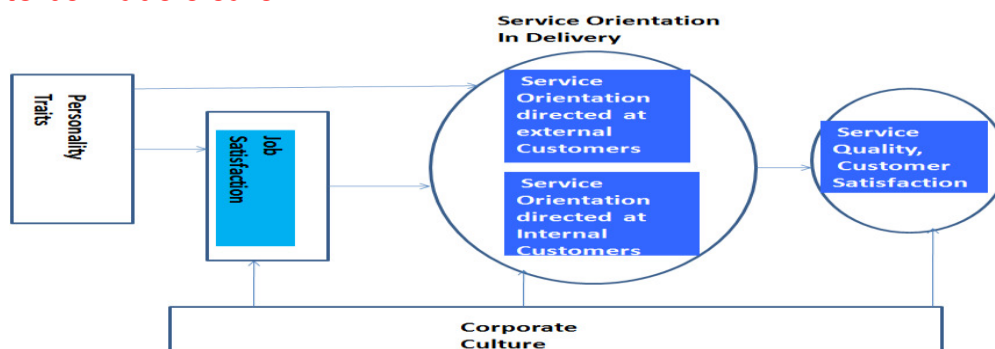 Service Orientation
In Delivery
Personality
Traits
Job
Satisfaction
Service
Orientation
directed at
external
Customers
Service
Orientation
directed at
Internal
Customers
Service
Quality,
Customer
Satisfaction
Corporate
Culture